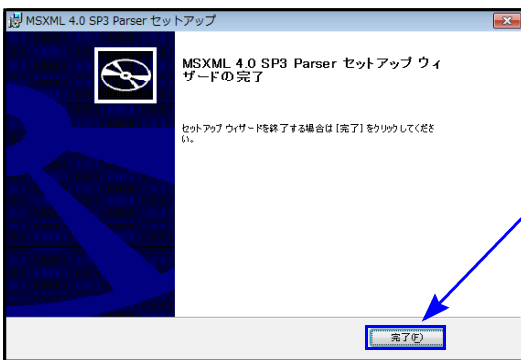 MSXML 4.0 SP3 Parser セットアップ
MSXML 4.0 SP3 Parser セットアップ ウィ
ザードの完了
セットアップ ウィザードを終了する場合は [完了] をクリックしてくださ
い。
完了(F)